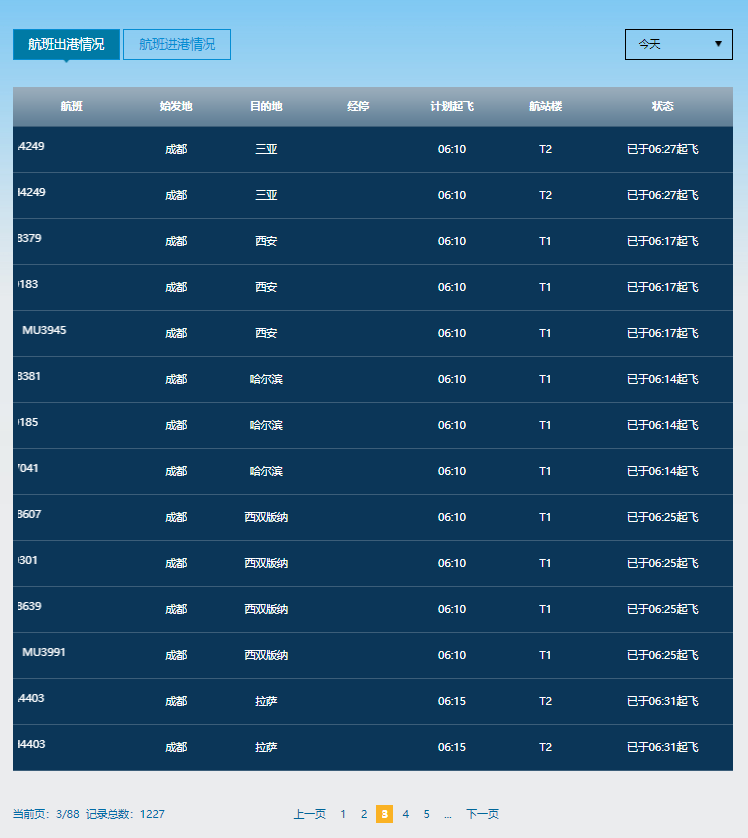 航班出港情况 航班进港情况 今天
航班 始发地 目的地 经停 计划起飞 航站楼 状态
4249 成都 三亚 06:10 T2 已于06:27起飞
4249 成都 三亚 06:10 T2 已于06:27起飞
8379 成都 西安 06:10 T1 已于06:17起飞
183 成都 西安 06:10 T1 已于06:17起飞
MU3945 成都 西安 06:10 T1 已于06:17起飞
8381 成都 哈尔滨 06:10 T1 已于06:14起飞
185 成都 哈尔滨 06:10 T1 已于06:14起飞
7041 成都 哈尔滨 06:10 T1 已于06:14起飞
8607 成都 西双版纳 06:10 T1 已于06:25起飞
301 成都 西双版纳 06:10 T1 已于06:25起飞
8639 成都 西双版纳 06:10 T1 已于06:25起飞
MU3991 成都 西双版纳 06:10 T1 已于06:25起飞
4403 成都 拉萨 06:15 T2 已于06:31起飞
4403 成都 拉萨 06:15 T2 已于06:31起飞
当前页：3/88 记录总数：1227 上一页 1 2 3 4 5 ... 下一页